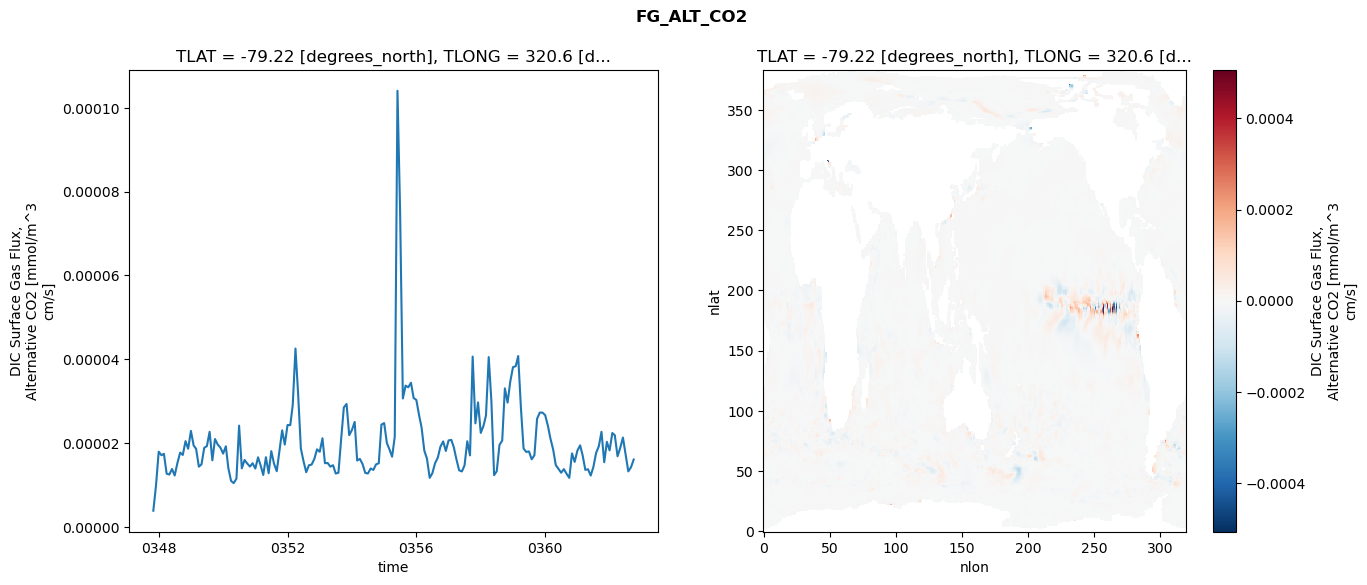 FG_ALT_CO2
TLAT = -79.22 [degrees_north], TLONG = 320.6 [d...
DIC Surface Gas Flux,
Alternative CO2 [mmol/m^3
cm/s]
0.00010
0.00008
0.00006
0.00004
0.00002
0.00000
0348
0352
0356
0360
time
TLAT = -79.22 [degrees_north], TLONG = 320.6 [d...
nlat
350
300
250
200
150
100
50
0
0
50
100
150
200
250
300
nlon
0.0004
0.0002
0.0000
−0.0002
−0.0004
DIC Surface Gas Flux,
Alternative CO2 [mmol/m^3
cm/s]